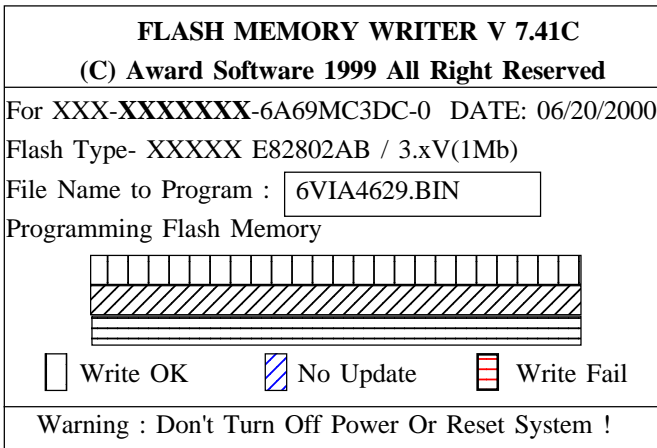 FLASH MEMORY WRITER V 7.41C
(C) Award Software 1999 All Right Reserved
For XXX-XXXXXXX-6A69MC3DC-0 DATE: 06/20/2000
Flash Type- XXXXX E82802AB / 3.xV(1Mb)
File Name to Program : 6VIA4629.BIN
Programming Flash Memory
Write OK No Update Write Fail
Warning : Don't Turn Off Power Or Reset System !